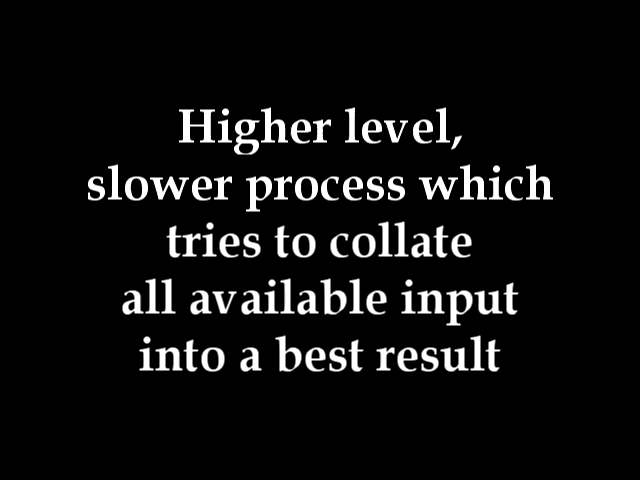 Higher level,
slower process which
tries to collate
all available input
into a best result